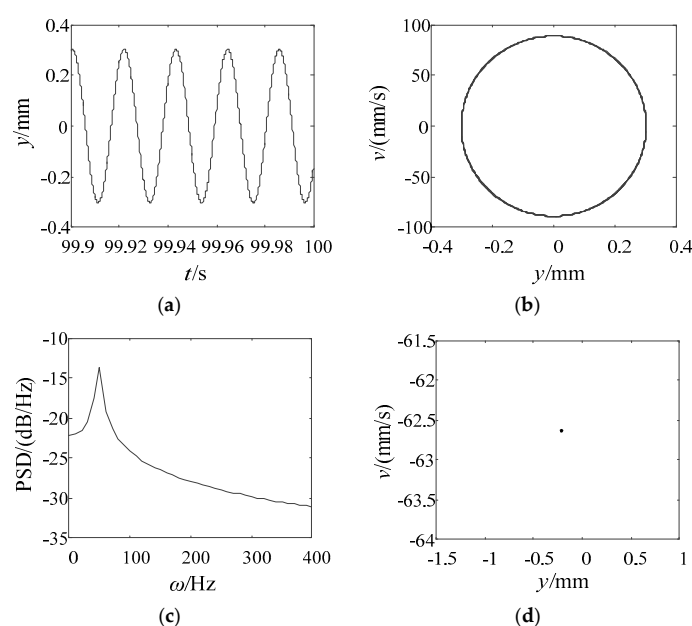 0.4
0.2
0
-0.2
-0.4
y/mm
99.9 99.92 99.94 99.96 99.98 100
t/s
(a)
100
50
0
-50
-100
v/(mm/s)
-0.4 -0.2 0 0.2 0.4
y/mm
(b)
-10
-15
-20
-25
-30
-35
PSD/(dB/Hz)
0 100 200 300 400
ω/Hz
(c)
-61.5
-62
-62.5
-63
-63.5
-64
v/(mm/s)
-1.5 -1 -0.5 0 0.5 1
y/mm
(d)